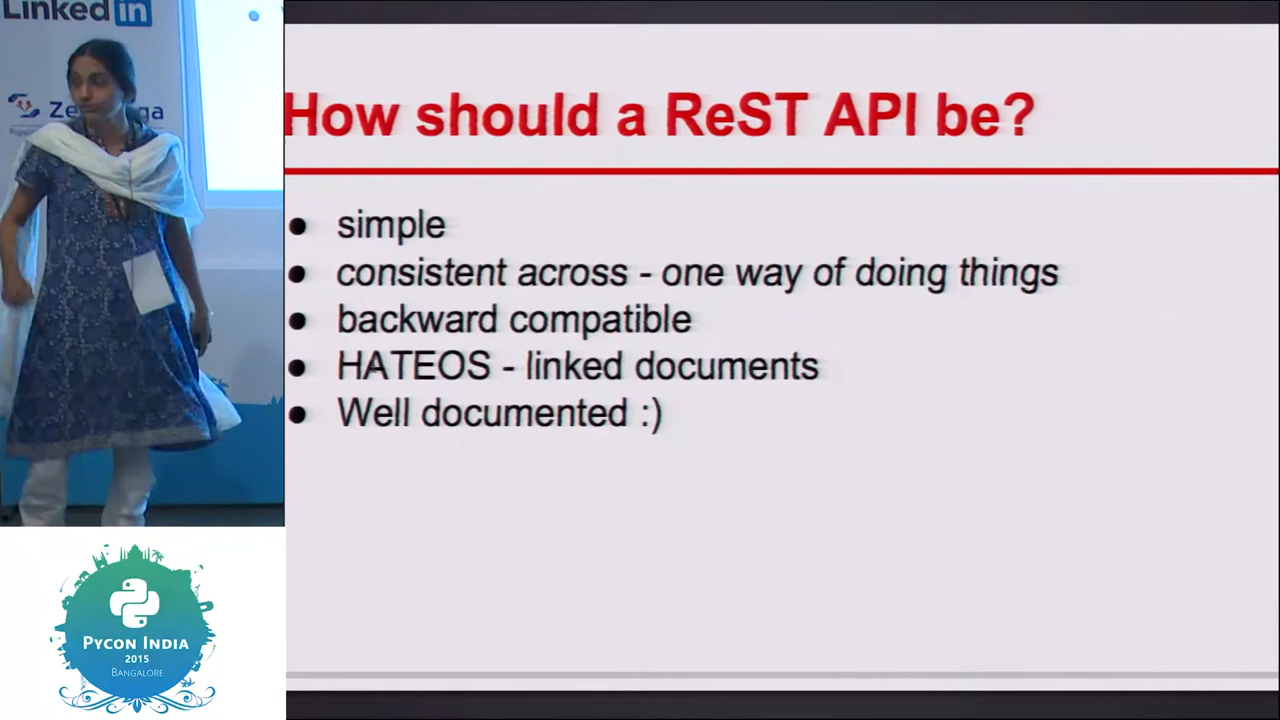 Linked in
How should a ReST API be?
simple
consistent across - one way of doing things
backward compatible
HATEOS - linked documents
Well documented :)
PYCON INDIA
2015
BANGALORE